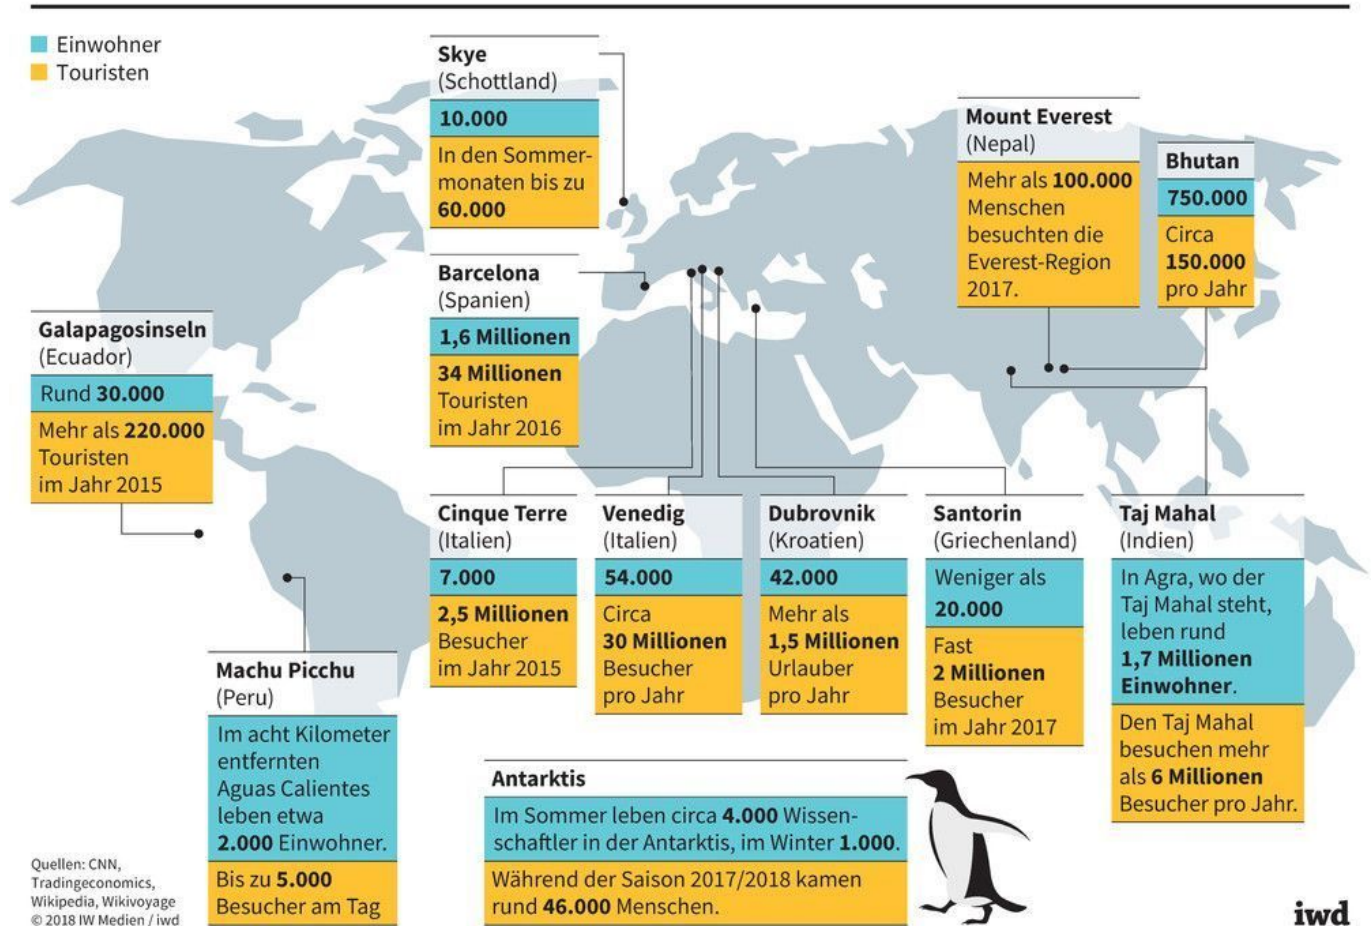 Einwohner
Touristen
Skye
(Schottland)
10.000
In den Sommer-
monaten bis zu
60.000
Mount Everest
(Nepal)
Mehr als 100.000
Menschen
besuchten die
Everest-Region
2017.
Bhutan
750.000
Circa
150.000
pro Jahr
Barcelona
(Spanien)
1,6 Millionen
34 Millionen
Touristen
im Jahr 2016
Galapagosinseln
(Ecuador)
Rund 30.000
Mehr als 220.000
Touristen
im Jahr 2015
Cinque Terre
(Italien)
7.000
2,5 Millionen
Besucher
im Jahr 2015
Venedig
(Italien)
54.000
Circa
30 Millionen
Besucher
pro Jahr
Dubrovnik
(Kroatien)
42.000
Mehr als
1,5 Millionen
Urlauber
pro Jahr
Santorin
(Griechenland)
Weniger als
20.000
Fast
2 Millionen
Besucher
im Jahr 2017
Taj Mahal
(Indien)
In Agra, wo der
Taj Mahal steht,
leben rund
1,7 Millionen
Einwohner.
Den Taj Mahal
besuchen mehr
als 6 Millionen
Besucher pro Jahr.
Machu Picchu
(Peru)
Im acht Kilometer
entfernten
Aguas Calientes
leben etwa
2.000 Einwohner.
Bis zu 5.000
Besucher am Tag
Antarktis
Im Sommer leben circa 4.000 Wissen-
schaftler in der Antarktis, im Winter 1.000.
Während der Saison 2017/2018 kamen
rund 46.000 Menschen.
Quellen: CNN,
Tradingeconomics,
Wikipedia, Wikivoyage
© 2018 IW Medien / iwd
iwd